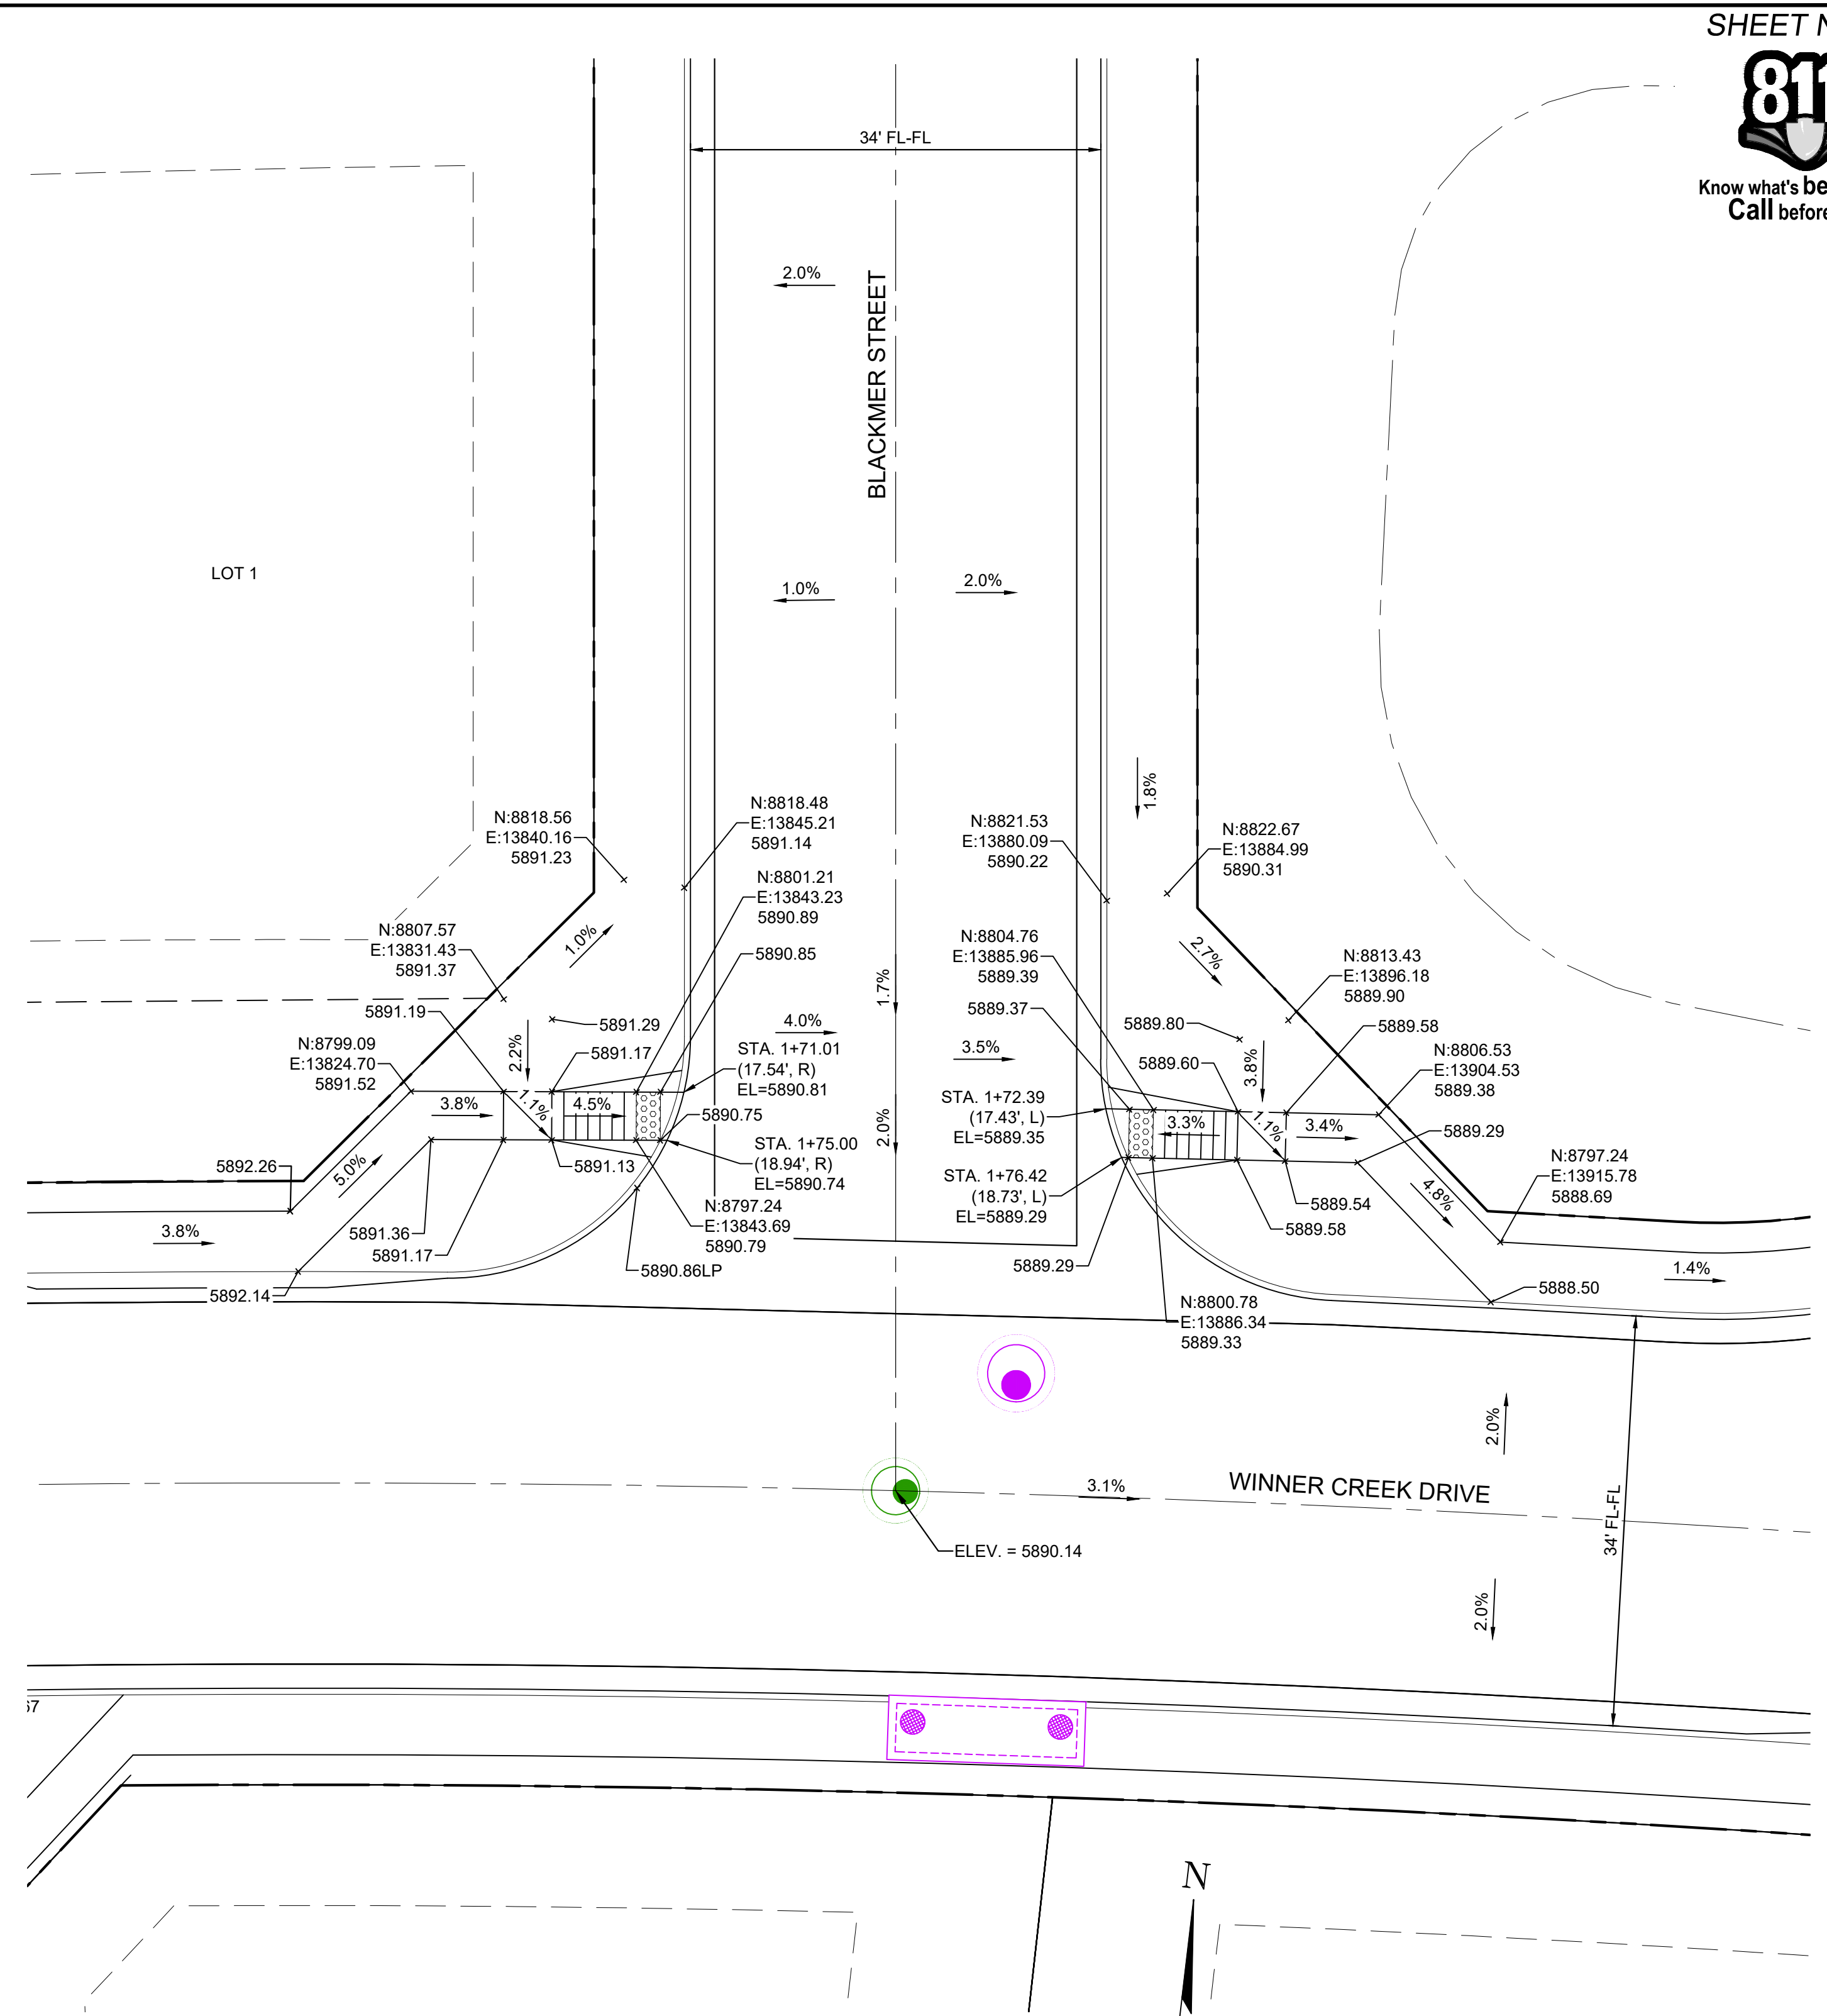 SHEET N
811
Know what's be
Call before
34' FL-FL
2.0%
BLACKMER STREET
LOT 1
1.0%
2.0%
1.8%
N:8818.56
E:13840.16
5891.23
N:8818.48
E:13845.21
5891.14
N:8821.53
E:13880.09
5890.22
N:8822.67
E:13884.99
5890.31
N:8801.21
E:13843.23
5890.89
N:8807.57
E:13831.43
5891.37
1.0%
5890.85
N:8804.76
E:13885.96
5889.39
2.7%
N:8813.43
E:13896.18
5889.90
1.7%
5891.19
5891.29
4.0%
5889.37
5889.80
5889.58
N:8799.09
E:13824.70
5891.52
2.2%
5891.17
STA. 1+71.01
(17.54', R)
EL=5890.81
3.5%
5889.60
3.8%
N:8806.53
E:13904.53
5889.38
3.8%
1.1%
4.5%
5890.75
2.0%
STA. 1+72.39
(17.43', L)
EL=5889.35
3.3%
1.1%
3.4%
5889.29
5892.26
5.0%
5891.13
STA. 1+75.00
(18.94', R)
EL=5890.74
STA. 1+76.42
(18.73', L)
EL=5889.29
5889.54
4.8%
N:8797.24
E:13915.78
5888.69
3.8%
5891.36
5891.17
N:8797.24
E:13843.69
5890.79
5889.58
5890.86LP
5889.29
1.4%
5892.14
N:8800.78
E:13886.34
5889.33
5888.50
2.0%
3.1%
WINNER CREEK DRIVE
34' FL-FL
ELEV. = 5890.14
2.0%
67
N